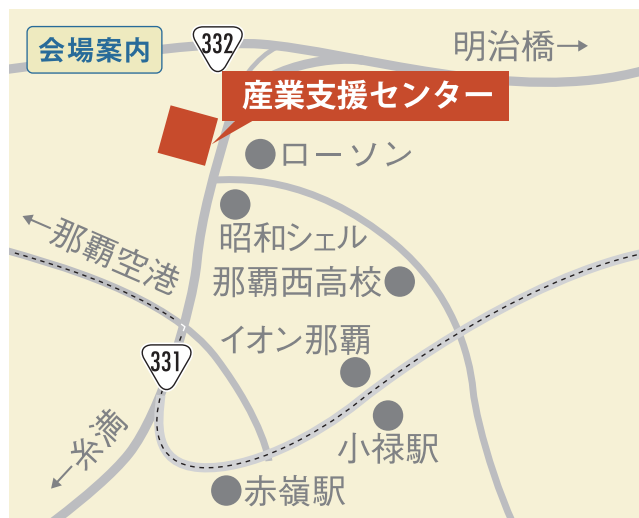 会場案内
332
明治橋→
産業支援センター
ローソン
昭和シェル
←那覇空港
那覇西高校
イオン那覇
331
←糸満
小禄駅
赤嶺駅